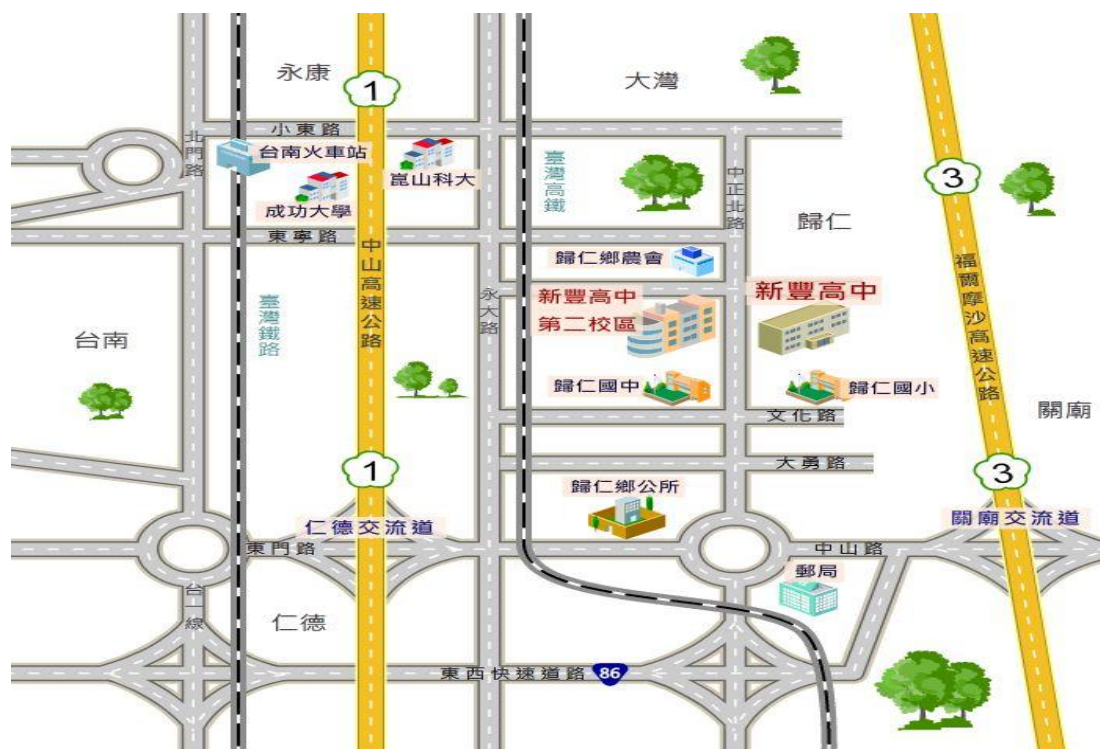 永康
1
大灣
小東路
北門路
台南火車站
崑山科大
成功大學
臺灣高鐵
中正北路
3
歸仁
東寧路
歸仁鄉農會
中山高速公路
永大路
新豐高中
第二校區
新豐高中
福爾摩沙高速公路
臺灣鐵路
台南
歸仁國中
歸仁國小
關廟
文化路
1
大勇路
3
歸仁鄉公所
仁德交流道
關廟交流道
東門路
中山路
郵局
台一線
仁德
東西快速道路
86